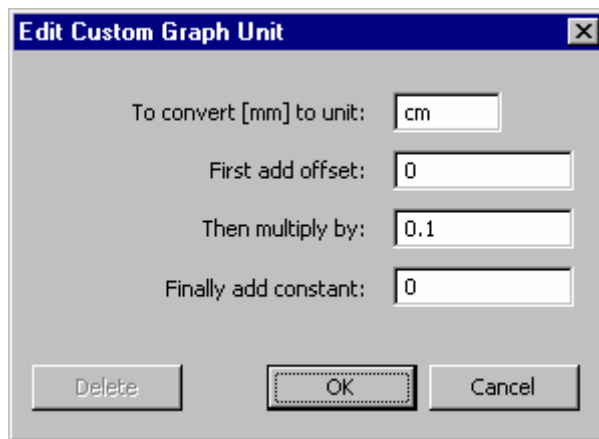 Edit Custom Graph Unit
To convert [mm] to unit: cm
First add offset: 0
Then multiply by: 0.1
Finally add constant: 0
Delete OK Cancel